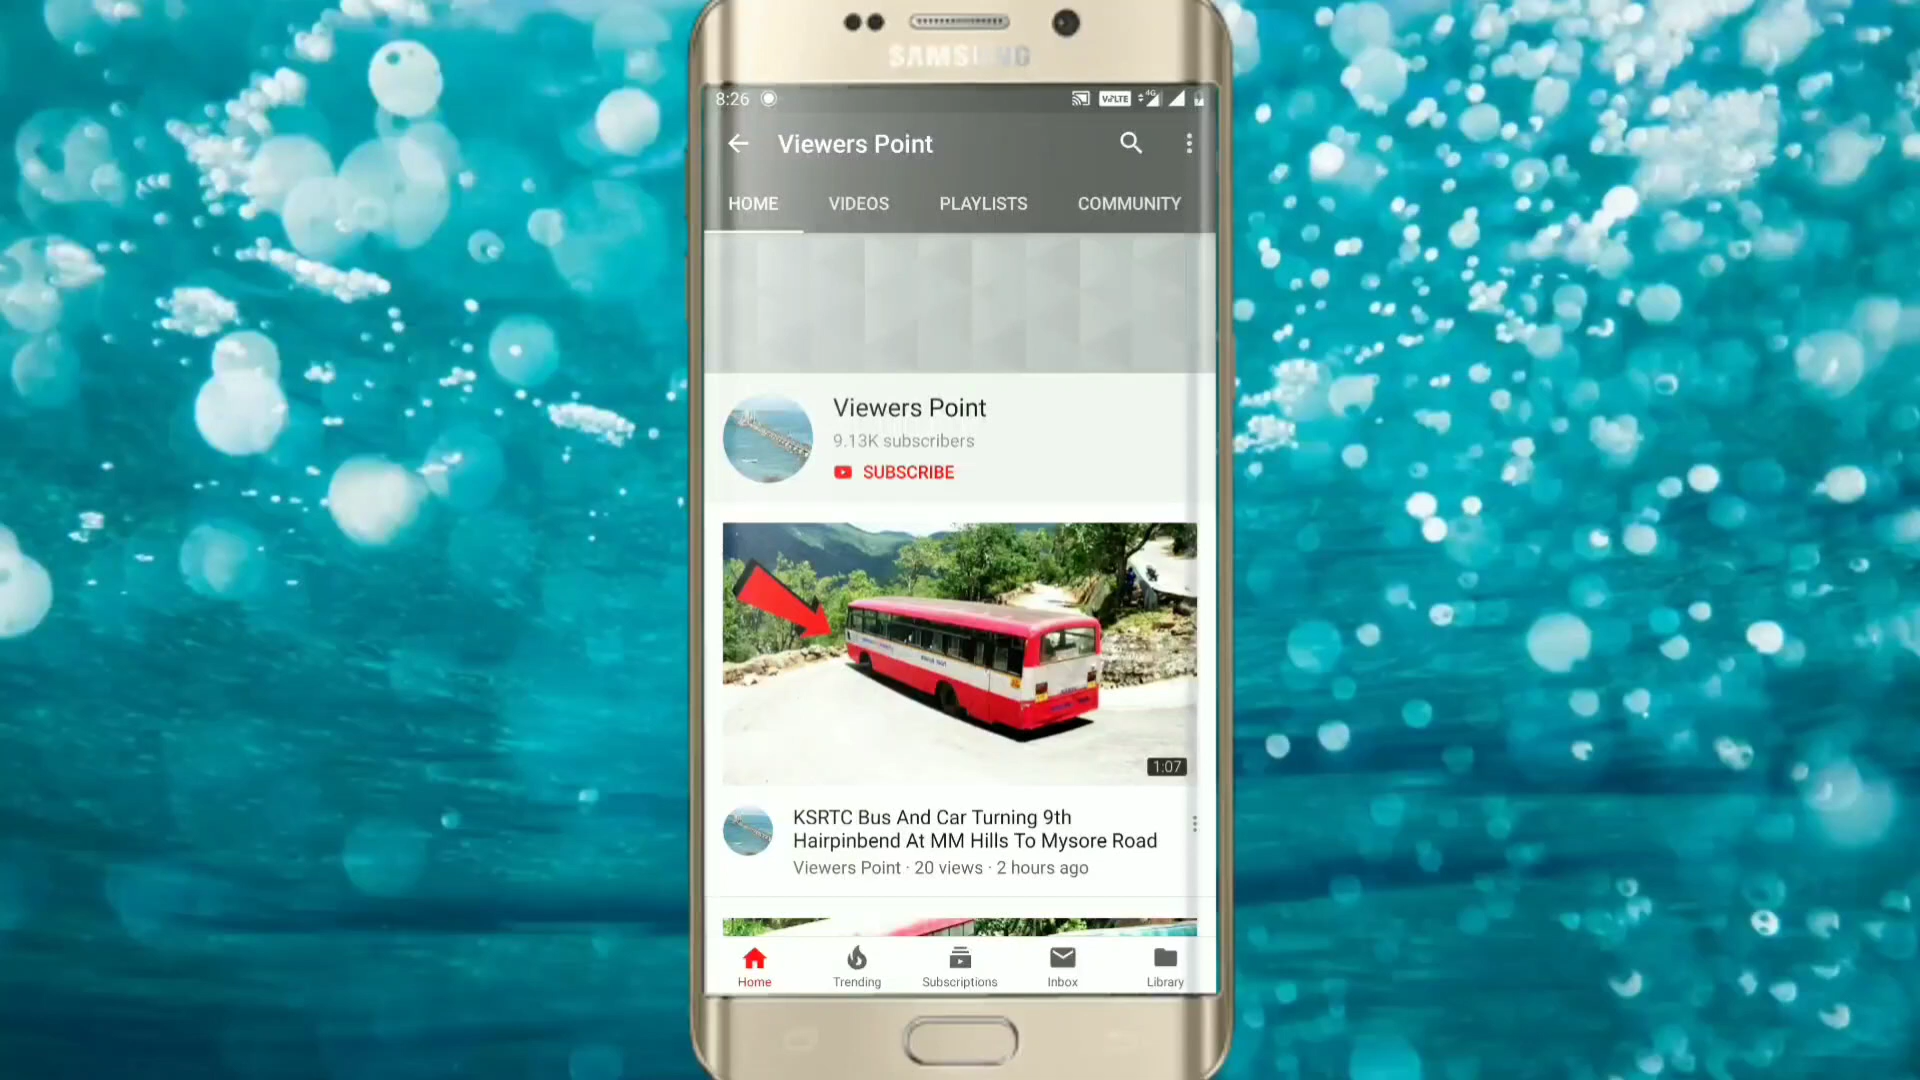 SAMSUNG
8:26
VoLTE 4G
Viewers Point
HOME VIDEOS PLAYLISTS COMMUNITY
Viewers Point
9.13K subscribers
SUBSCRIBE
1:07
KSRTC Bus And Car Turning 9th
Hairpinbend At MM Hills To Mysore Road
Viewers Point · 20 views · 2 hours ago
Home Trending Subscriptions Inbox Library